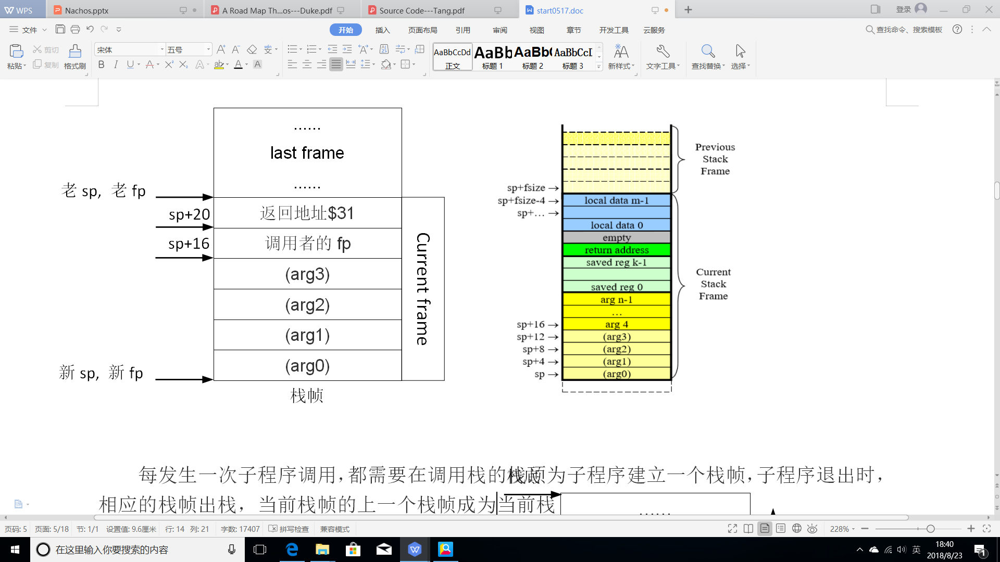 WPS
Nachos.pptx
A Road Map Th...os---Duke.pdf
Source Code---Tang.pdf
start0517.doc
登录
文件
开始
插入
页面布局
引用
审阅
视图
章节
开发工具
云服务
查找命令、搜索模板
粘贴
剪切
复制
格式刷
宋体
五号
B I U A X² X₂ A ab A A
AaBbCcDd
正文
AaBb
标题 1
AaBb(
标题 2
AaBbCcI
标题 3
新样式
文字工具
查找替换
选择
......
last frame
......
老 sp, 老 fp
sp+20
返回地址$31
sp+16
调用者的 fp
(arg3)
(arg2)
(arg1)
(arg0)
新 sp, 新 fp
Current frame
栈帧
Previous
Stack
Frame
sp+fsize →
sp+fsize-4 →
local data m-1
sp+… →
local data 0
empty
return address
saved reg k-1
saved reg 0
Current
Stack
Frame
arg n-1
…
sp+16 →
arg 4
sp+12 →
(arg3)
sp+8 →
(arg2)
sp+4 →
(arg1)
sp →
(arg0)
每发生一次子程序调用，都需要在调用栈的栈顶为子程序建立一个栈帧，子程序退出时，
相应的栈帧出栈，当前栈帧的上一个栈帧成为当前栈
......
页码: 5
页面: 5/18
节: 1/1
设置值: 9.6厘米
行: 14
列: 21
字数: 17407
拼写检查
兼容模式
228%
在这里输入你要搜索的内容
英
18:40
2018/8/23
1